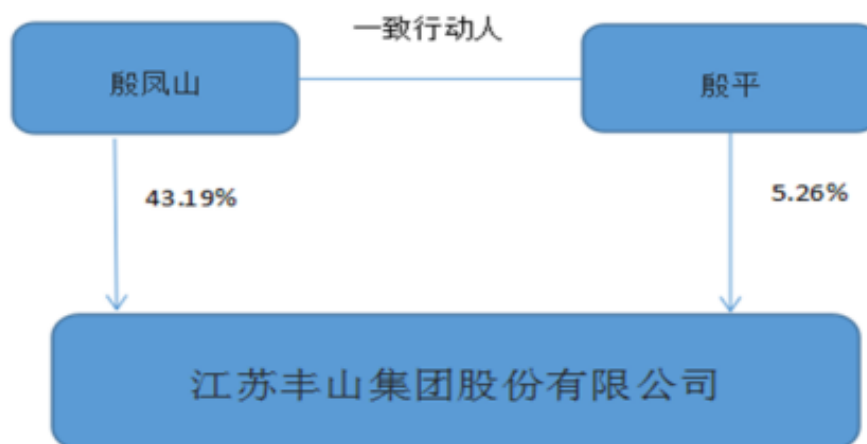 一致行动人
殷凤山
殷平
43.19%
5.26%
江苏丰山集团股份有限公司